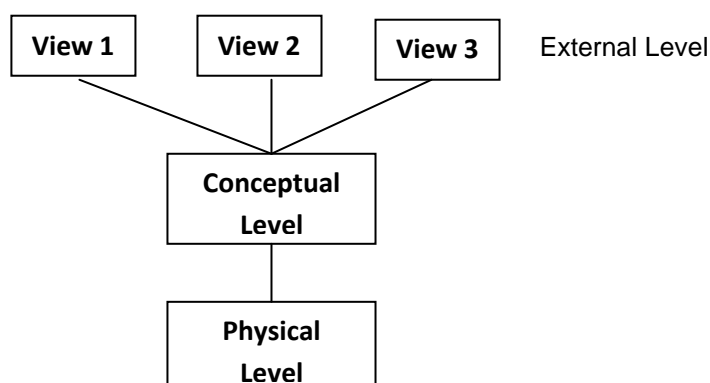 View 1 View 2 View 3 External Level
Conceptual
Level
Physical
Level